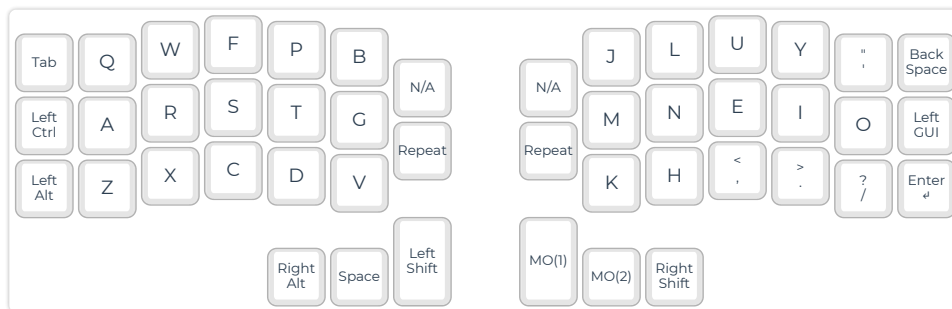 Tab Q W F P B N/A N/A J L U Y " ' Back Space
Left Ctrl A R S T G Repeat Repeat M N E I O Left GUI
Left Alt Z X C D V K H < , > . ? / Enter ↲
Right Alt Space Left Shift MO(1) MO(2) Right Shift